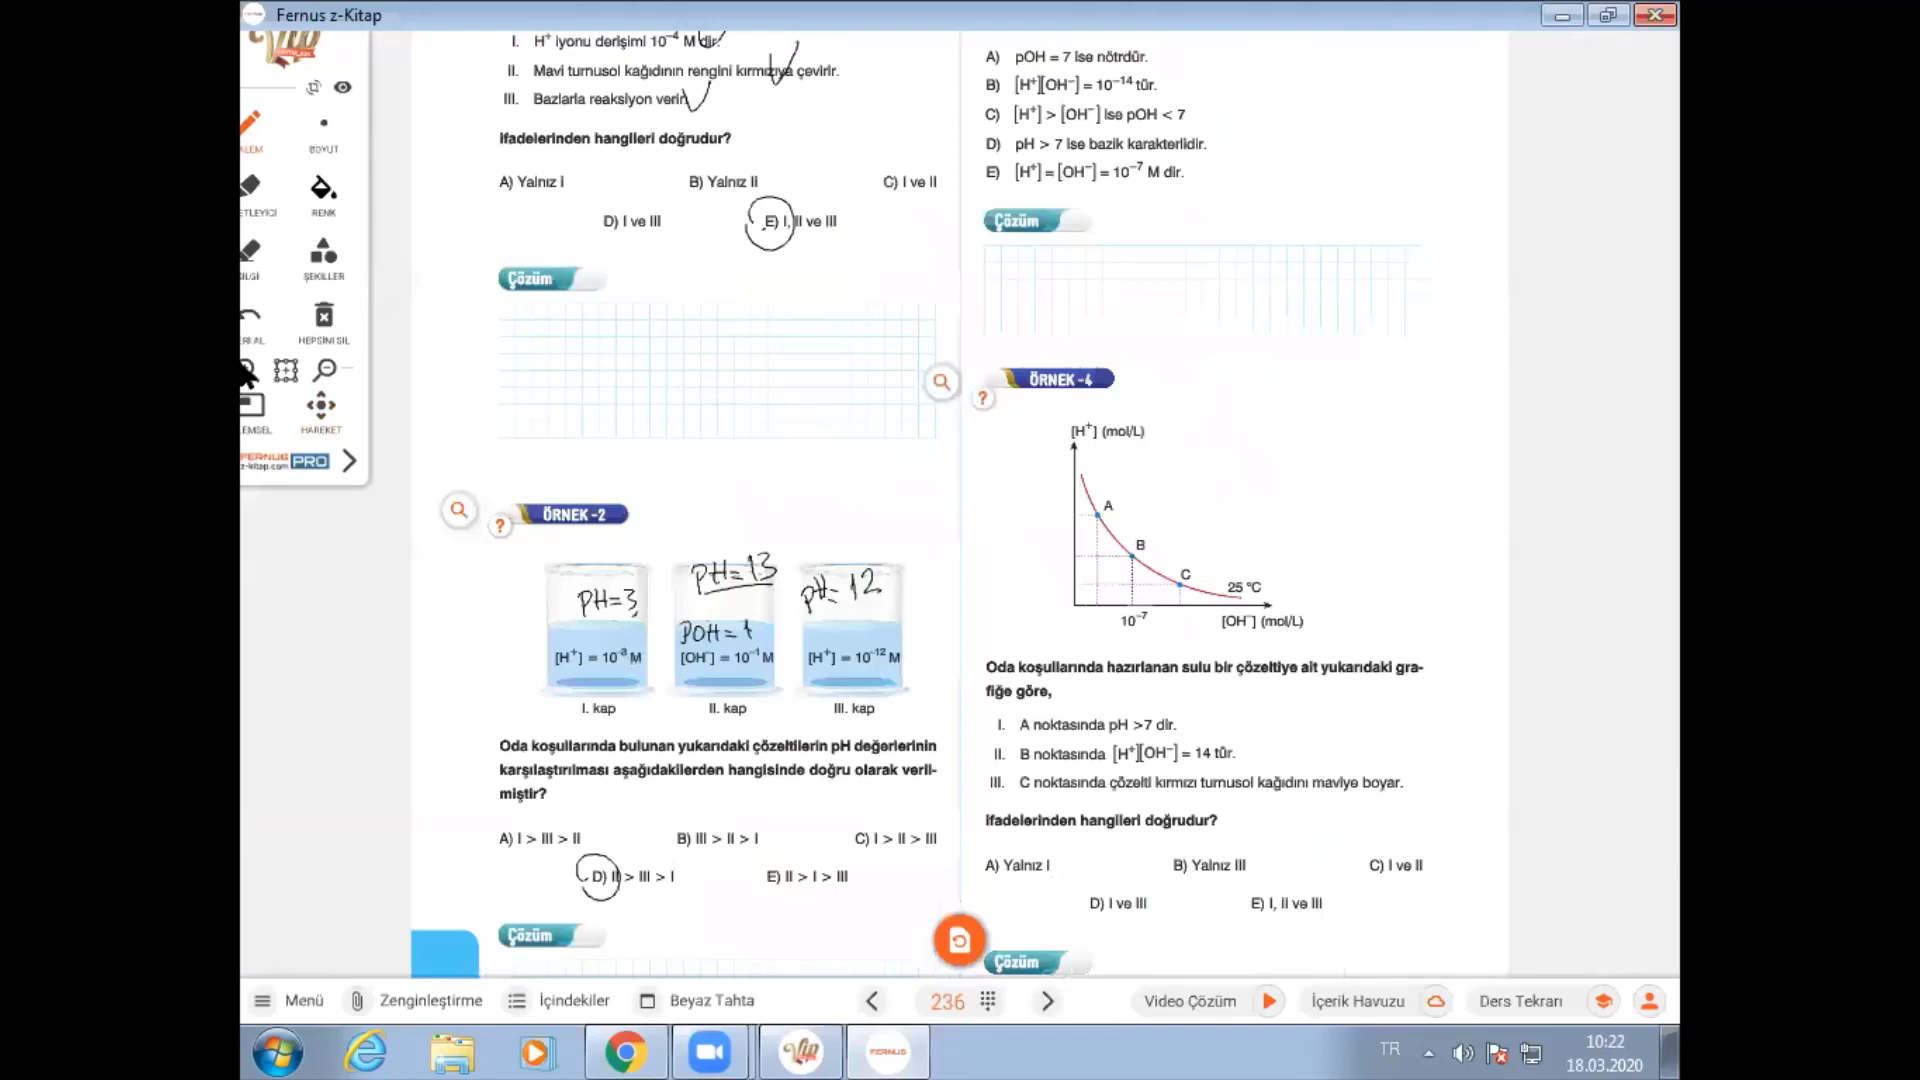 Fernus z-Kitap
I. H⁺ iyonu derişimi 10⁻⁴ M dir.
II. Mavi turnusol kağıdının rengini kırmızıya çevirir.
III. Bazlarla reaksiyon verir.
ifadelerinden hangileri doğrudur?
A) Yalnız I
B) Yalnız II
C) I ve II
D) I ve III
E) I, II ve III
Çözüm
ÖRNEK -2
pH=3
pH=13
pH=12
pOH=1
[H⁺] = 10⁻³ M
[OH⁻] = 10⁻¹ M
[H⁺] = 10⁻¹² M
I. kap
II. kap
III. kap
Oda koşullarında bulunan yukarıdaki çözeltilerin pH değerlerinin
karşılaştırılması aşağıdakilerden hangisinde doğru olarak veril-
miştir?
A) I > III > II
B) III > II > I
C) I > II > III
D) II > III > I
E) II > I > III
Çözüm
A) pOH = 7 ise nötrdür.
B) [H⁺][OH⁻] = 10⁻¹⁴ tür.
C) [H⁺] > [OH⁻] ise pOH < 7
D) pH > 7 ise bazik karakterlidir.
E) [H⁺] = [OH⁻] = 10⁻⁷ M dir.
Çözüm
ÖRNEK -4
[H⁺] (mol/L)
A
B
C
25 °C
10⁻⁷
[OH⁻] (mol/L)
Oda koşullarında hazırlanan sulu bir çözeltiye ait yukarıdaki gra-
fiğe göre,
I. A noktasında pH >7 dir.
II. B noktasında [H⁺][OH⁻] = 14 tür.
III. C noktasında çözelti kırmızı turnusol kağıdını maviye boyar.
ifadelerinden hangileri doğrudur?
A) Yalnız I
B) Yalnız III
C) I ve II
D) I ve III
E) I, II ve III
Çözüm
BOYUT
RENK
ŞEKİLLER
HEPSİNİ SİL
HAREKET
FERNUS
z-kitap.com PRO
Menü
Zenginleştirme
İçindekiler
Beyaz Tahta
236
Video Çözüm
İçerik Havuzu
Ders Tekrarı
Vip
FERNUS
TR
10:22
18.03.2020